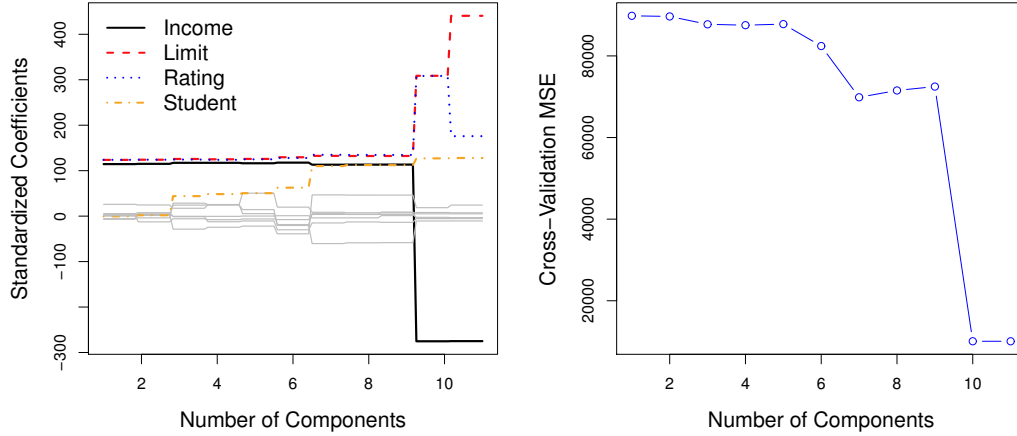 Standardized Coefficients
400
300
200
100
0
−100
−300
Income
Limit
Rating
Student
2
4
6
8
10
Number of Components
Cross−Validation MSE
80000
60000
40000
20000
2
4
6
8
10
Number of Components